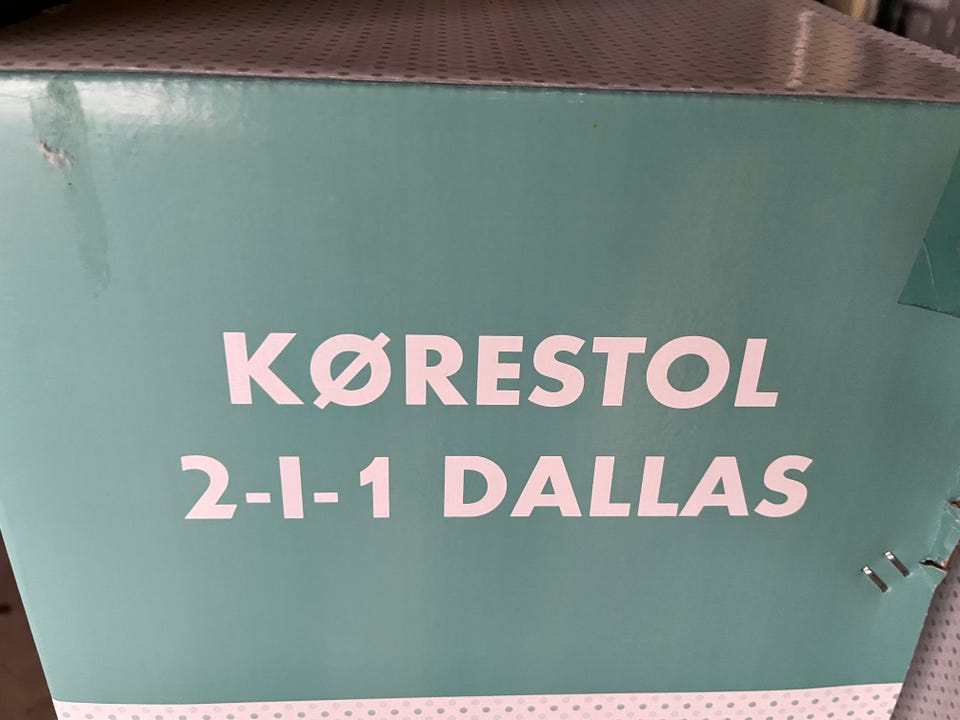 KØRESTOL
2-I-1 DALLAS